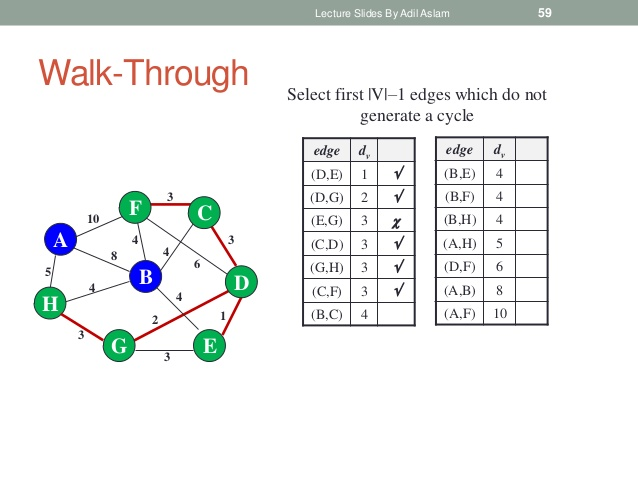 Lecture Slides By Adil Aslam 59
Walk-Through
Select first |V|–1 edges which do not
generate a cycle
edge dv
(D,E) 1 √
(D,G) 2 √
(E,G) 3 χ
(C,D) 3 √
(G,H) 3 √
(C,F) 3 √
(B,C) 4
edge dv
(B,E) 4
(B,F) 4
(B,H) 4
(A,H) 5
(D,F) 6
(A,B) 8
(A,F) 10
3
F
C
10
A
4
3
8
4
6
5
B
D
4
4
H
2
1
3
G
3
E